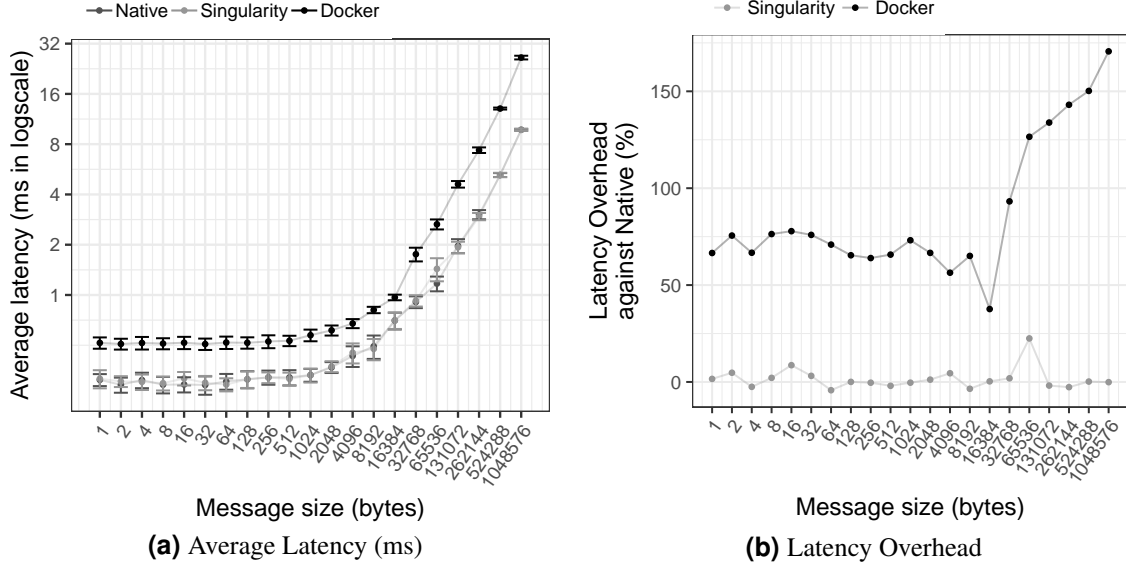 Native Singularity Docker
Average latency (ms in logscale)
32
16
8
4
2
1
1 2 4 8 16 32 64 128 256 512 1024 2048 4096 8192 16384 32768 65536 131072 262144 524288 1048576
Message size (bytes)
(a) Average Latency (ms)
Singularity Docker
Latency Overhead
against Native (%)
150
100
50
0
1 2 4 8 16 32 64 128 256 512 1024 2048 4096 8192 16384 32768 65536 131072 262144 524288 1048576
Message size (bytes)
(b) Latency Overhead